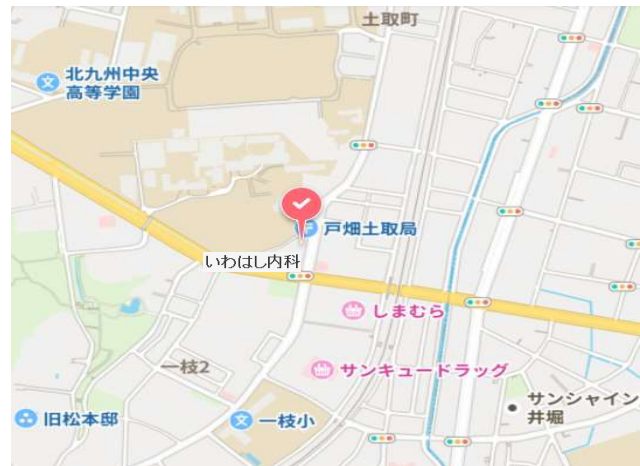 土取町
北九州中央
高等学園
戸畑土取局
いわはし内科
しまむら
一枝2
サンキュードラッグ
サンシャイン
井堀
旧松本邸
一枝小